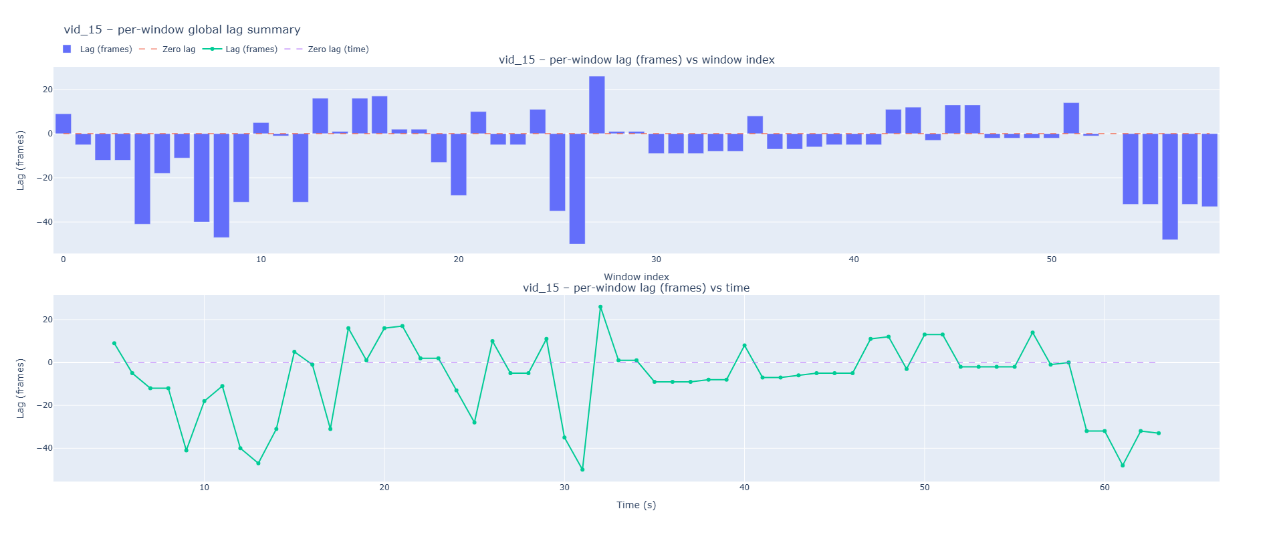 vid_15 – per-window global lag summary
Lag (frames) Zero lag Lag (frames) Zero lag (time)
vid_15 – per-window lag (frames) vs window index
20
0
−20
−40
Lag (frames)
0 10 20 30 40 50
Window index
vid_15 – per-window lag (frames) vs time
20
0
−20
−40
Lag (frames)
10 20 30 40 50 60
Time (s)